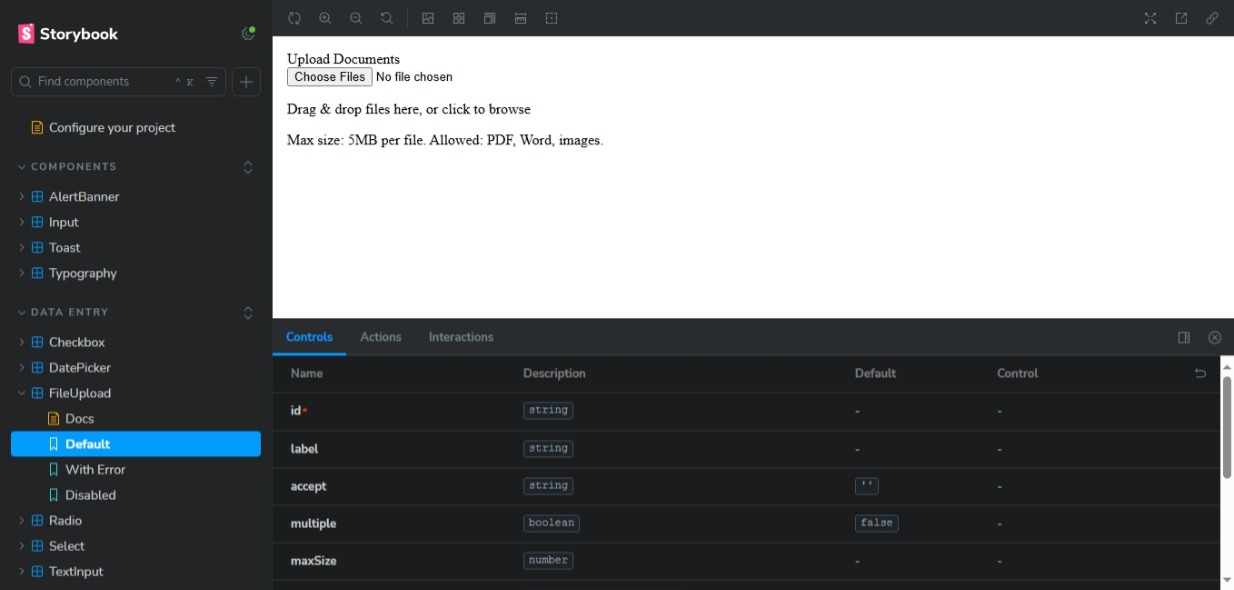 Storybook
Find components
^ K
Configure your project
COMPONENTS
AlertBanner
Input
Toast
Typography
DATA ENTRY
Checkbox
DatePicker
FileUpload
Docs
Default
With Error
Disabled
Radio
Select
TextInput
Upload Documents
Choose Files No file chosen
Drag & drop files here, or click to browse
Max size: 5MB per file. Allowed: PDF, Word, images.
Controls Actions Interactions
Name Description Default Control
id* string - -
label string - -
accept string '' -
multiple boolean false -
maxSize number - -